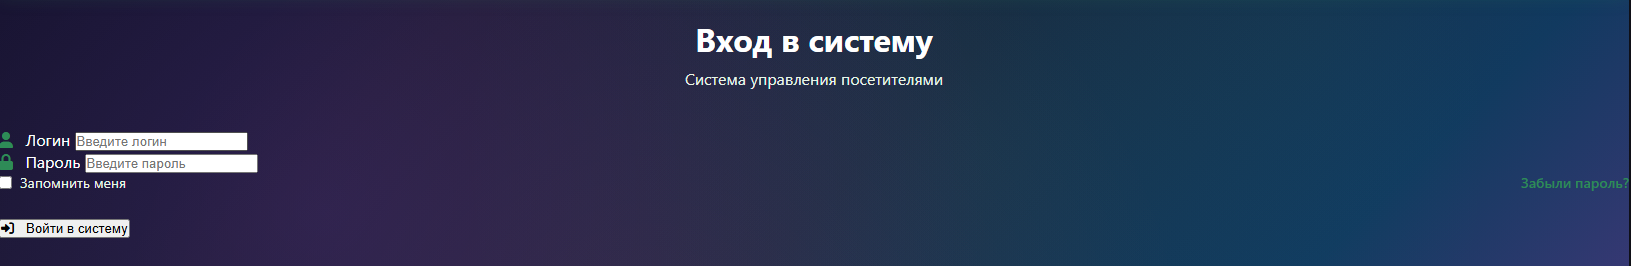 Вход в систему
Система управления посетителями
Логин Введите логин
Пароль Введите пароль
Запомнить меня Забыли пароль?
Войти в систему